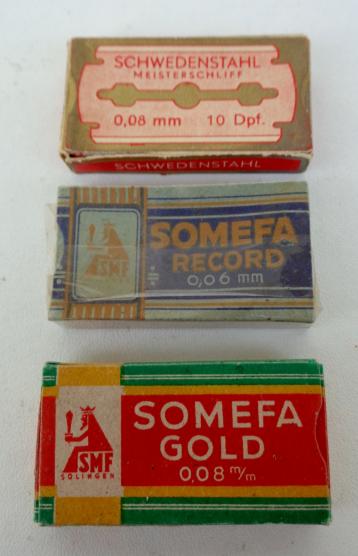 SCHWEDENSTAHL
MEISTERSCHLIFF
0,08 mm 10 Dpf.
SCHWEDENSTAHL
SMF
SOMEFA
RECORD
0,06 mm
SMF
SOLINGEN
SOMEFA
GOLD
0,08 m/m